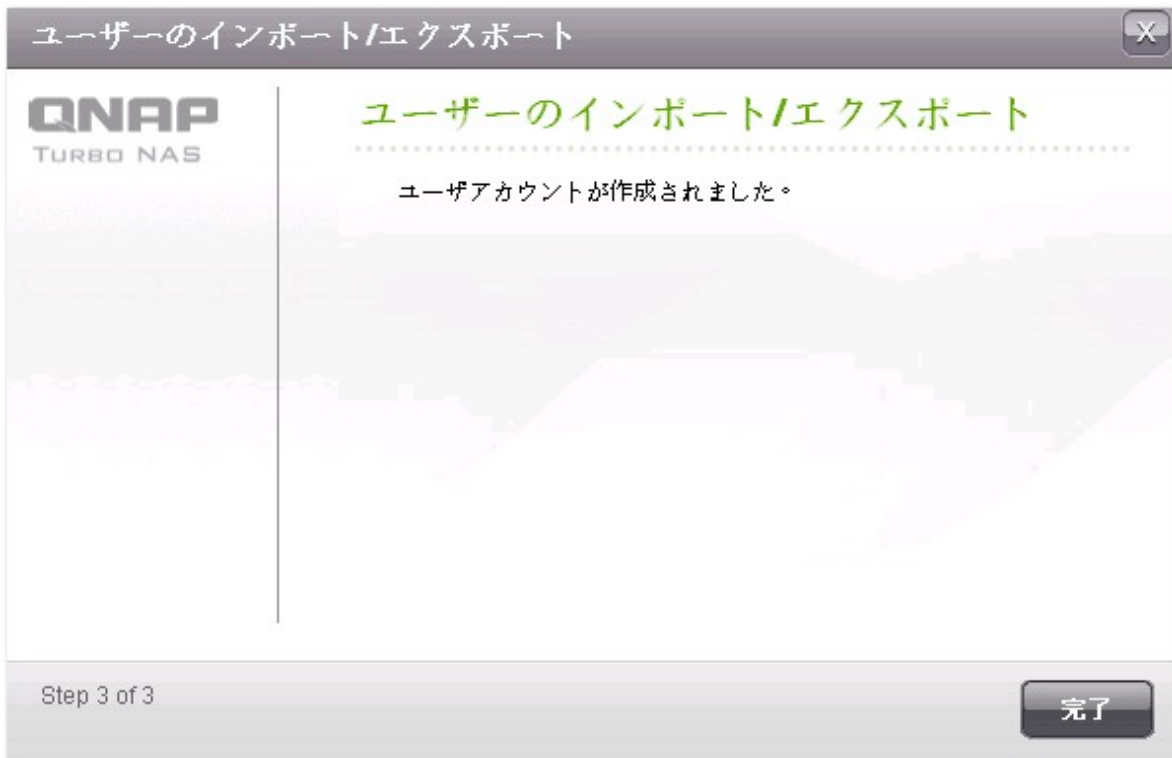 ユーザーのインポート/エクスポート
X
QNAP
TURBO NAS
ユーザーのインポート/エクスポート
ユーザアカウントが作成されました。
Step 3 of 3
完了